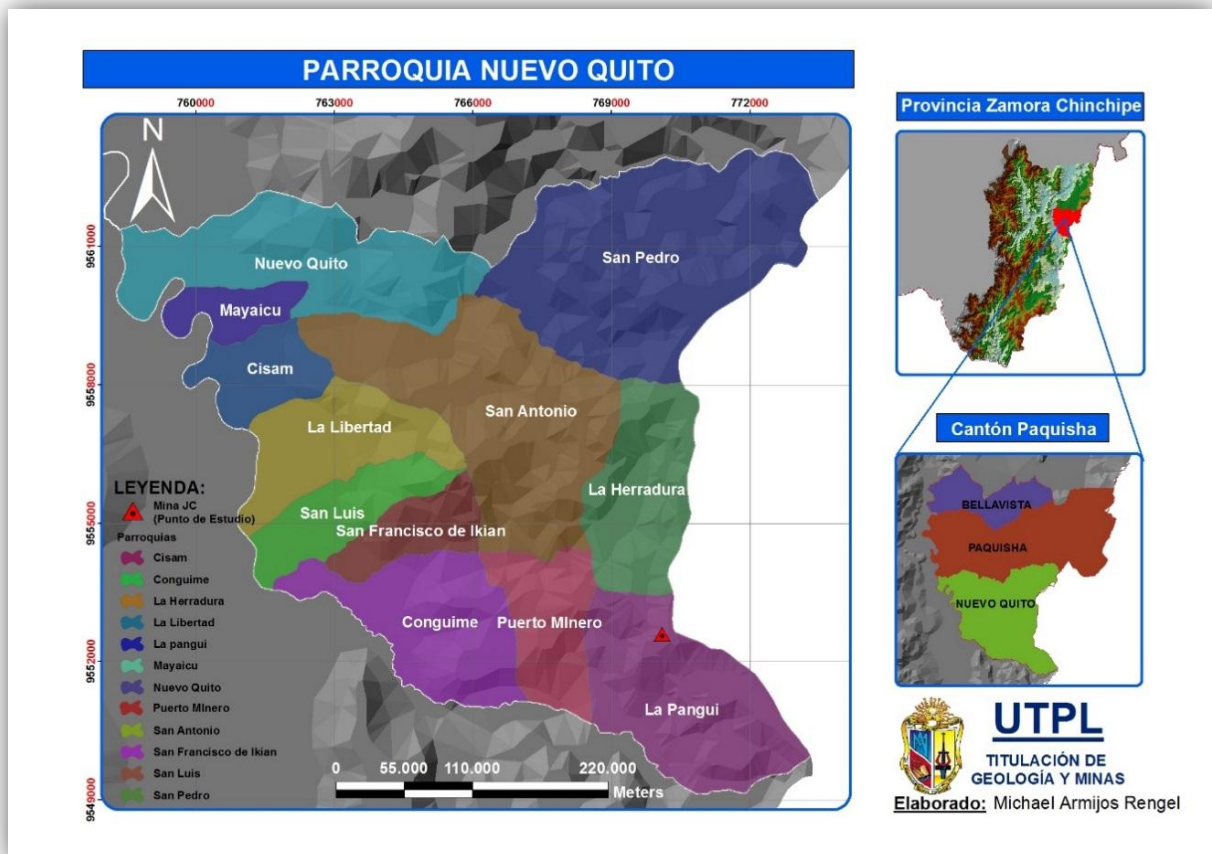 PARROQUIA NUEVO QUITO
760000 763000 766000 769000 772000
N
9561000
9558000
9555000
9552000
9549000
Nuevo Quito
San Pedro
Mayaicu
Cisam
San Antonio
La Libertad
La Herradura
San Luis
San Francisco de Ikian
Conguime
Puerto MInero
La Pangui
LEYENDA:
Mina JC
(Punto de Estudio)
Parroquias
Cisam
Conguime
La Herradura
La Libertad
La pangui
Mayaicu
Nuevo Quito
Puerto MInero
San Antonio
San Francisco de Ikian
San Luis
San Pedro
0 55.000 110.000 220.000
Meters
Provincia Zamora Chinchipe
Cantón Paquisha
BELLAVISTA
PAQUISHA
NUEVO QUITO
UTPL
TITULACIÓN DE
GEOLOGÍA Y MINAS
Elaborado: Michael Armijos Rengel